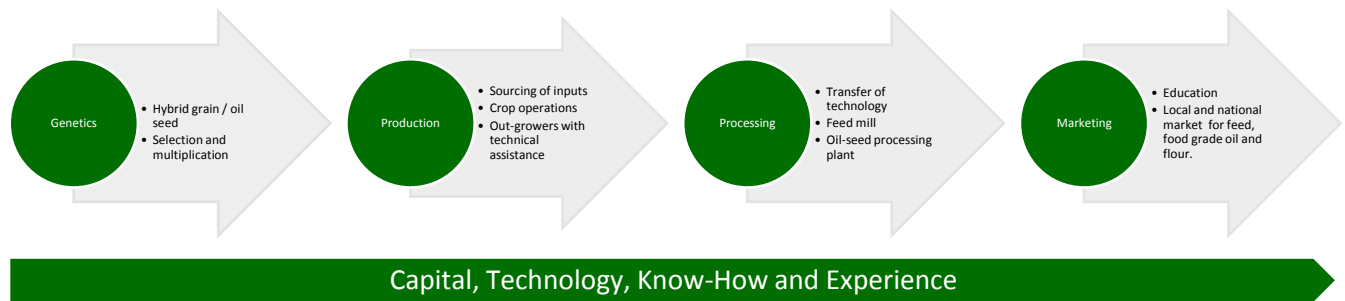 Genetics
• Hybrid grain / oil
seed
• Selection and
multiplication
Production
• Sourcing of inputs
• Crop operations
• Out-growers with
technical
assistance
Processing
• Transfer of
technology
• Feed mill
• Oil-seed processing
plant
Marketing
• Education
• Local and national
market for feed,
food grade oil and
flour.
Capital, Technology, Know-How and Experience